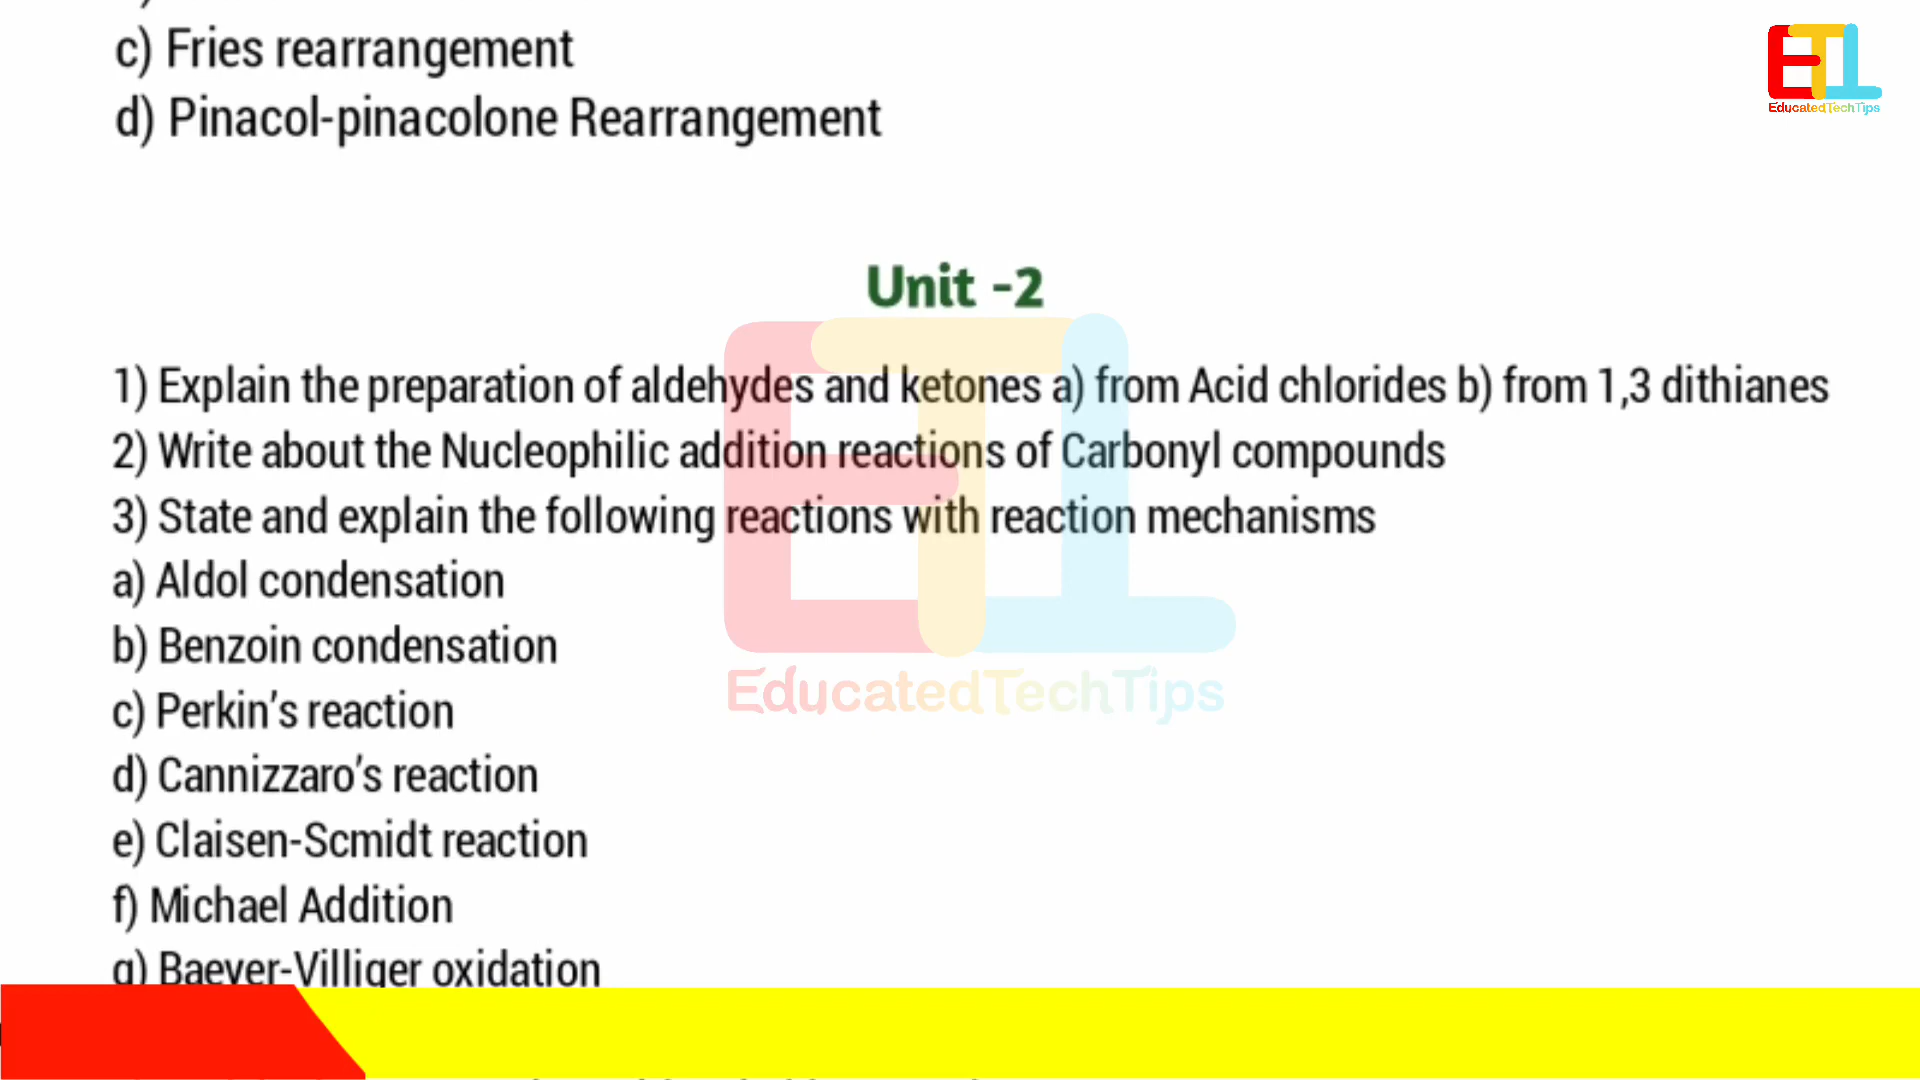 c) Fries rearrangement
d) Pinacol-pinacolone Rearrangement
EducatedTechTips
Unit -2
1) Explain the preparation of aldehydes and ketones a) from Acid chlorides b) from 1,3 dithianes
2) Write about the Nucleophilic addition reactions of Carbonyl compounds
3) State and explain the following reactions with reaction mechanisms
a) Aldol condensation
b) Benzoin condensation
EducatedTechTips
c) Perkin's reaction
d) Cannizzaro's reaction
e) Claisen-Scmidt reaction
f) Michael Addition
g) Baeyer-Villiger oxidation